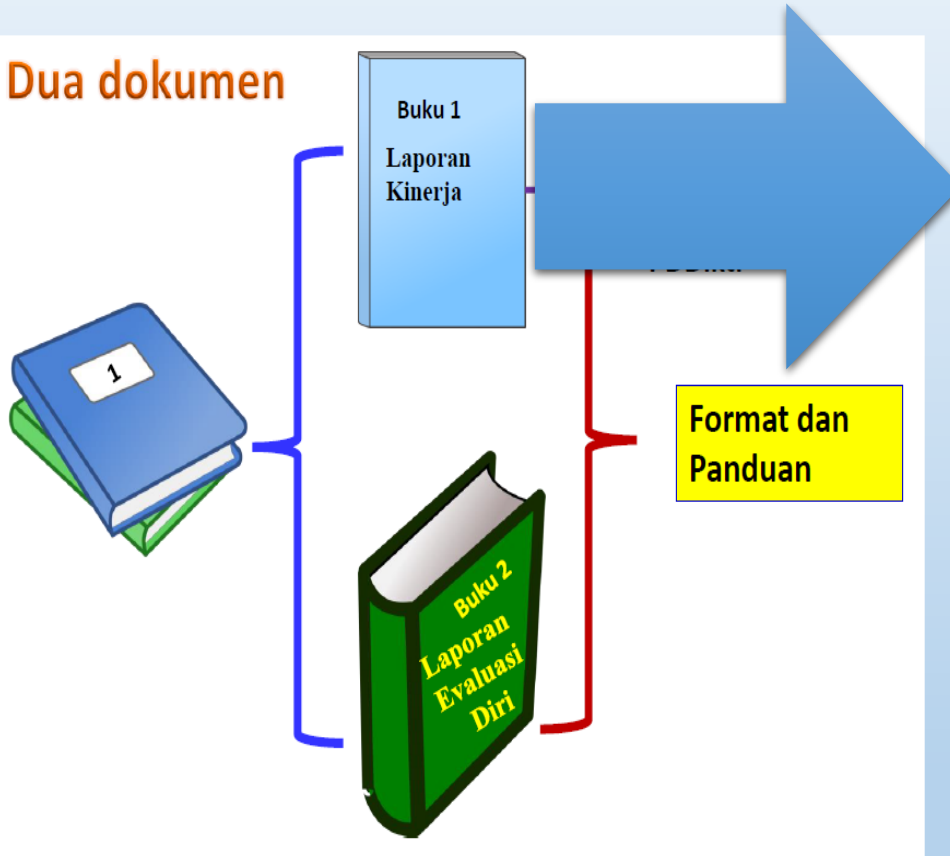 Dua dokumen
Buku 1
Laporan
Kinerja
1
Format dan
Panduan
Buku 2
Laporan
Evaluasi
Diri